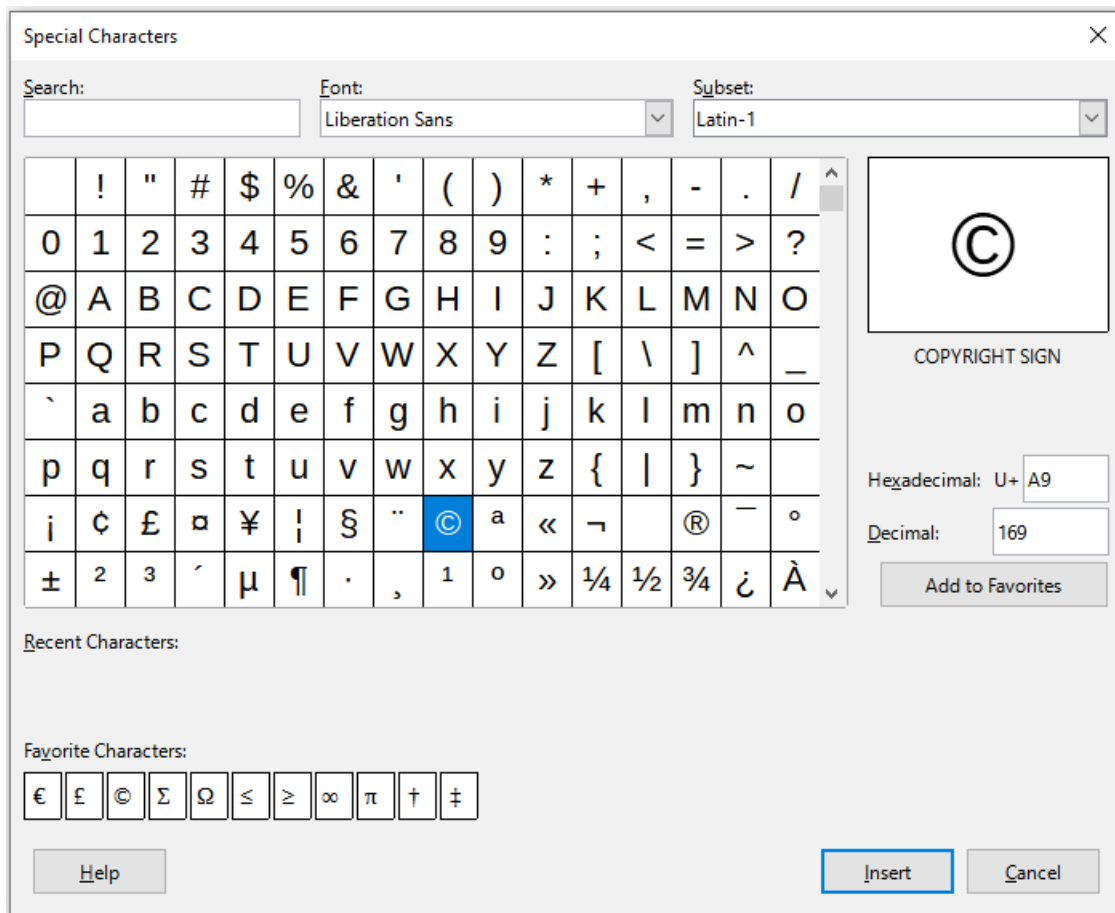 Special Characters
Search: Font: Subset:
Liberation Sans Latin-1
! " # $ % & ' ( ) * + , - . /
0 1 2 3 4 5 6 7 8 9 : ; < = > ?
@ A B C D E F G H I J K L M N O
P Q R S T U V W X Y Z [ \ ] ^ _
` a b c d e f g h i j k l m n o
p q r s t u v w x y z { | } ~
¡ ¢ £ ¤ ¥ ¦ § ¨ © ª « ¬ ® ¯ °
± ² ³ ´ µ ¶ · ¸ ¹ º » ¼ ½ ¾ ¿ À
©
COPYRIGHT SIGN
Hexadecimal: U+ A9
Decimal: 169
Add to Favorites
Recent Characters:
Favorite Characters:
€ £ © Σ Ω ≤ ≥ ∞ π † ‡
Help Insert Cancel